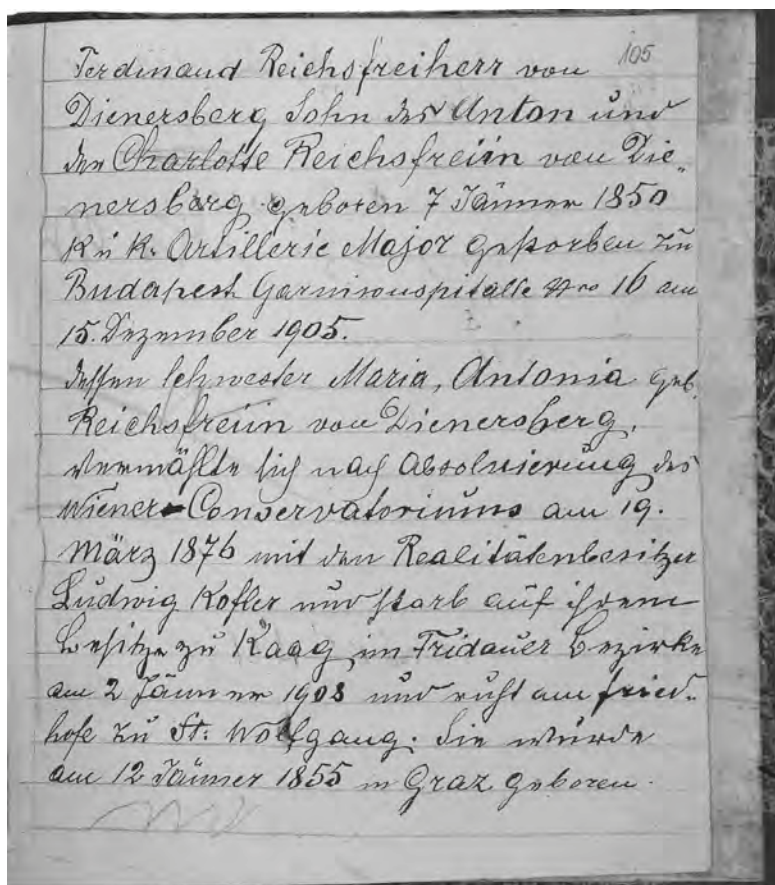 105
Ferdinand Reichsfreiherr von
Dienersberg Sohn des Anton und
der Charlotte Reichsfreiin von Die„
nersberg geboren 7 Jänner 1850
K u K. Artillerie Major gestorben zu
Budapest Garnisonspitalle Nro 16 am
15. Dezember 1905.
dessen Schwester Maria, Antonia geb.
Reichsfreiin von Dienersberg,
vermählte sich nach Absolvierung des
Wiener-Conservatoriums am 19.
März 1876 mit den Realitätenbesitzer
Ludwig Kofler und starb auf ihrem
Besitze zu Kaag im Fridauer Bezirke
am 2 Jänner 1908 und ruht am fried-
hofe zu St: Wolfgang. Sie wurde
am 12 Jänner 1855 in Graz geboren.